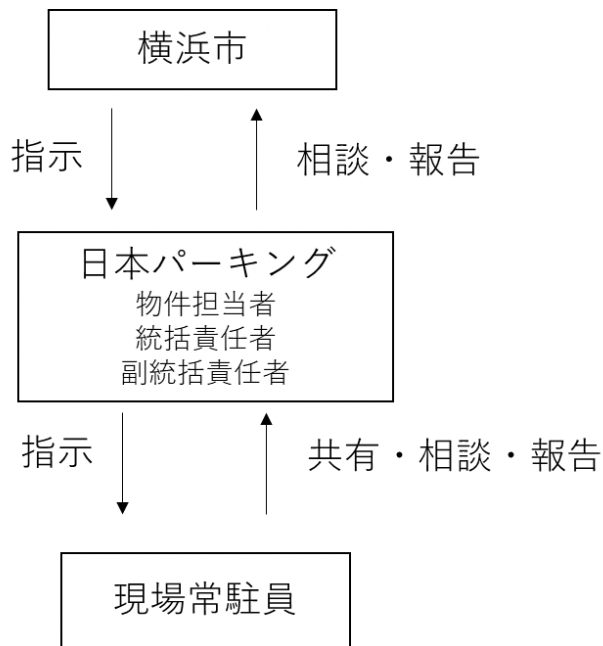 横浜市
指示
相談・報告
日本パーキング
物件担当者
統括責任者
副統括責任者
指示
共有・相談・報告
現場常駐員